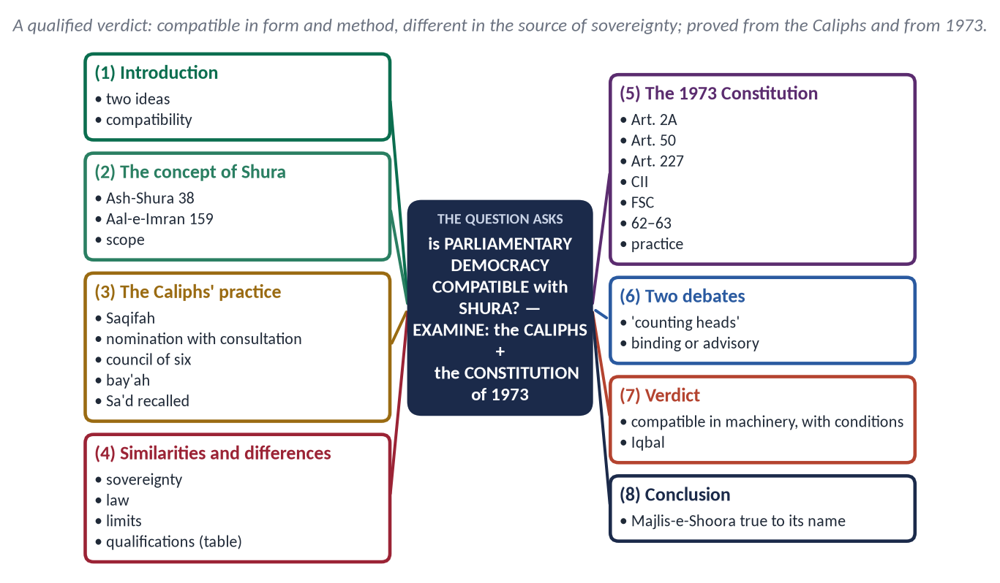 A qualified verdict: compatible in form and method, different in the source of sovereignty; proved from the Caliphs and from 1973.
(1) Introduction
• two ideas
• compatibility
(2) The concept of Shura
• Ash-Shura 38
• Aal-e-Imran 159
• scope
(3) The Caliphs' practice
• Saqifah
• nomination with consultation
• council of six
• bay'ah
• Sa'd recalled
(4) Similarities and differences
• sovereignty
• law
• limits
• qualifications (table)
THE QUESTION ASKS
is PARLIAMENTARY
DEMOCRACY
COMPATIBLE with
SHURA? —
EXAMINE: the CALIPHS
+
the CONSTITUTION
of 1973
(5) The 1973 Constitution
• Art. 2A
• Art. 50
• Art. 227
• CII
• FSC
• 62–63
• practice
(6) Two debates
• 'counting heads'
• binding or advisory
(7) Verdict
• compatible in machinery, with conditions
• Iqbal
(8) Conclusion
• Majlis-e-Shoora true to its name